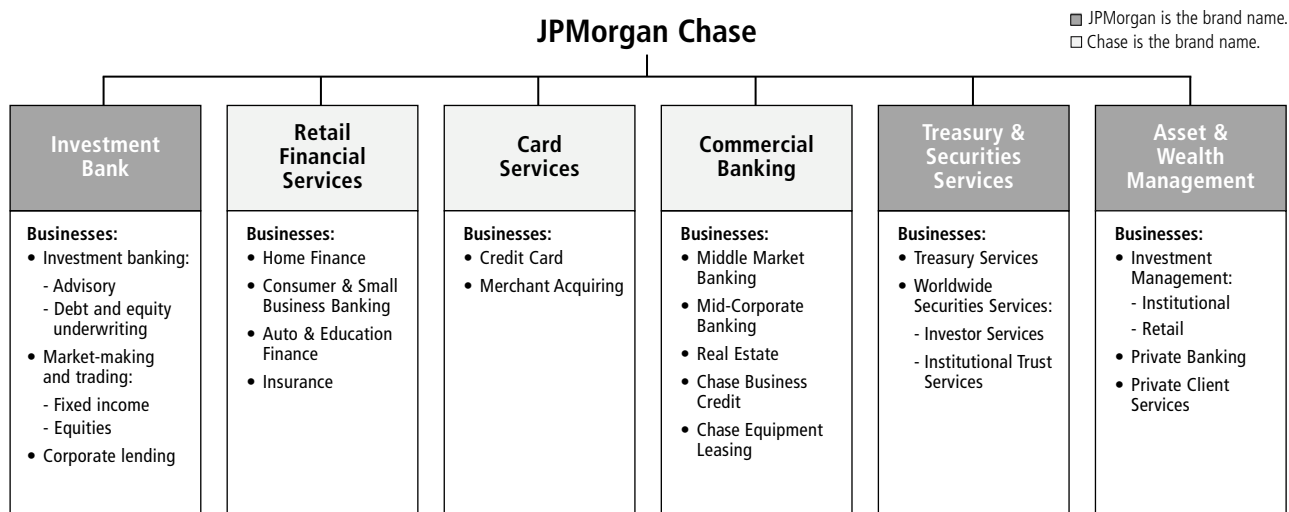 JPMorgan Chase
JPMorgan is the brand name.
Chase is the brand name.
Investment
Bank
Businesses:
• Investment banking:
- Advisory
- Debt and equity
underwriting
• Market-making
and trading:
- Fixed income
- Equities
• Corporate lending
Retail
Financial
Services
Businesses:
• Home Finance
• Consumer & Small
Business Banking
• Auto & Education
Finance
• Insurance
Card
Services
Businesses:
• Credit Card
• Merchant Acquiring
Commercial
Banking
Businesses:
• Middle Market
Banking
• Mid-Corporate
Banking
• Real Estate
• Chase Business
Credit
• Chase Equipment
Leasing
Treasury &
Securities
Services
Businesses:
• Treasury Services
• Worldwide
Securities Services:
- Investor Services
- Institutional Trust
Services
Asset &
Wealth
Management
Businesses:
• Investment
Management:
- Institutional
- Retail
• Private Banking
• Private Client
Services